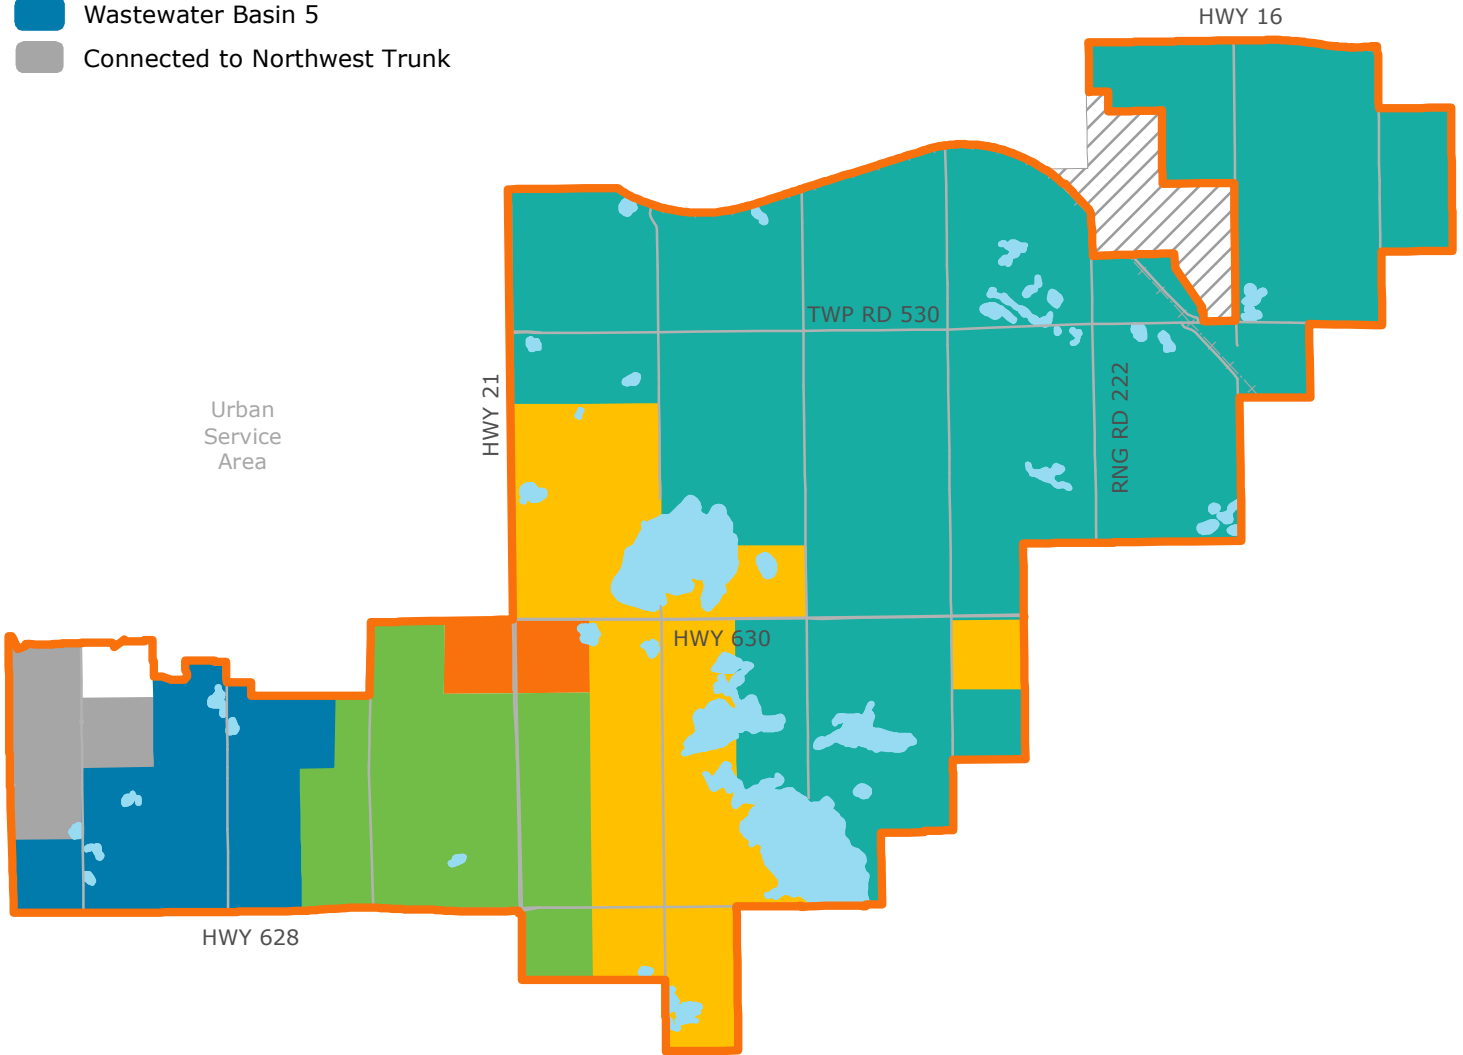 Wastewater Basin 5
Connected to Northwest Trunk
HWY 16
TWP RD 530
HWY 21
RNG RD 222
Urban
Service
Area
HWY 630
HWY 628